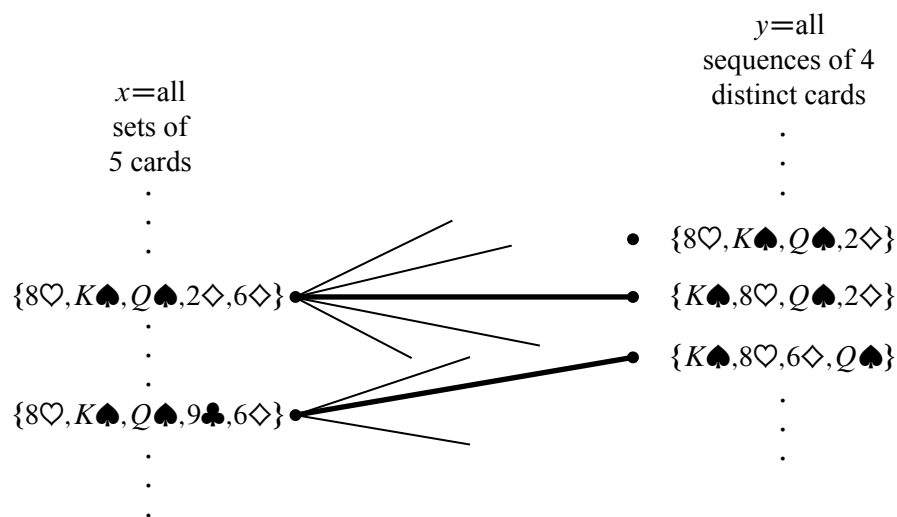 x=all
sets of
5 cards
{8♡,K♠,Q♠,2♢,6♢}
{8♡,K♠,Q♠,9♣,6♢}
y=all
sequences of 4
distinct cards
{8♡,K♠,Q♠,2♢}
{K♠,8♡,Q♠,2♢}
{K♠,8♡,6♢,Q♠}